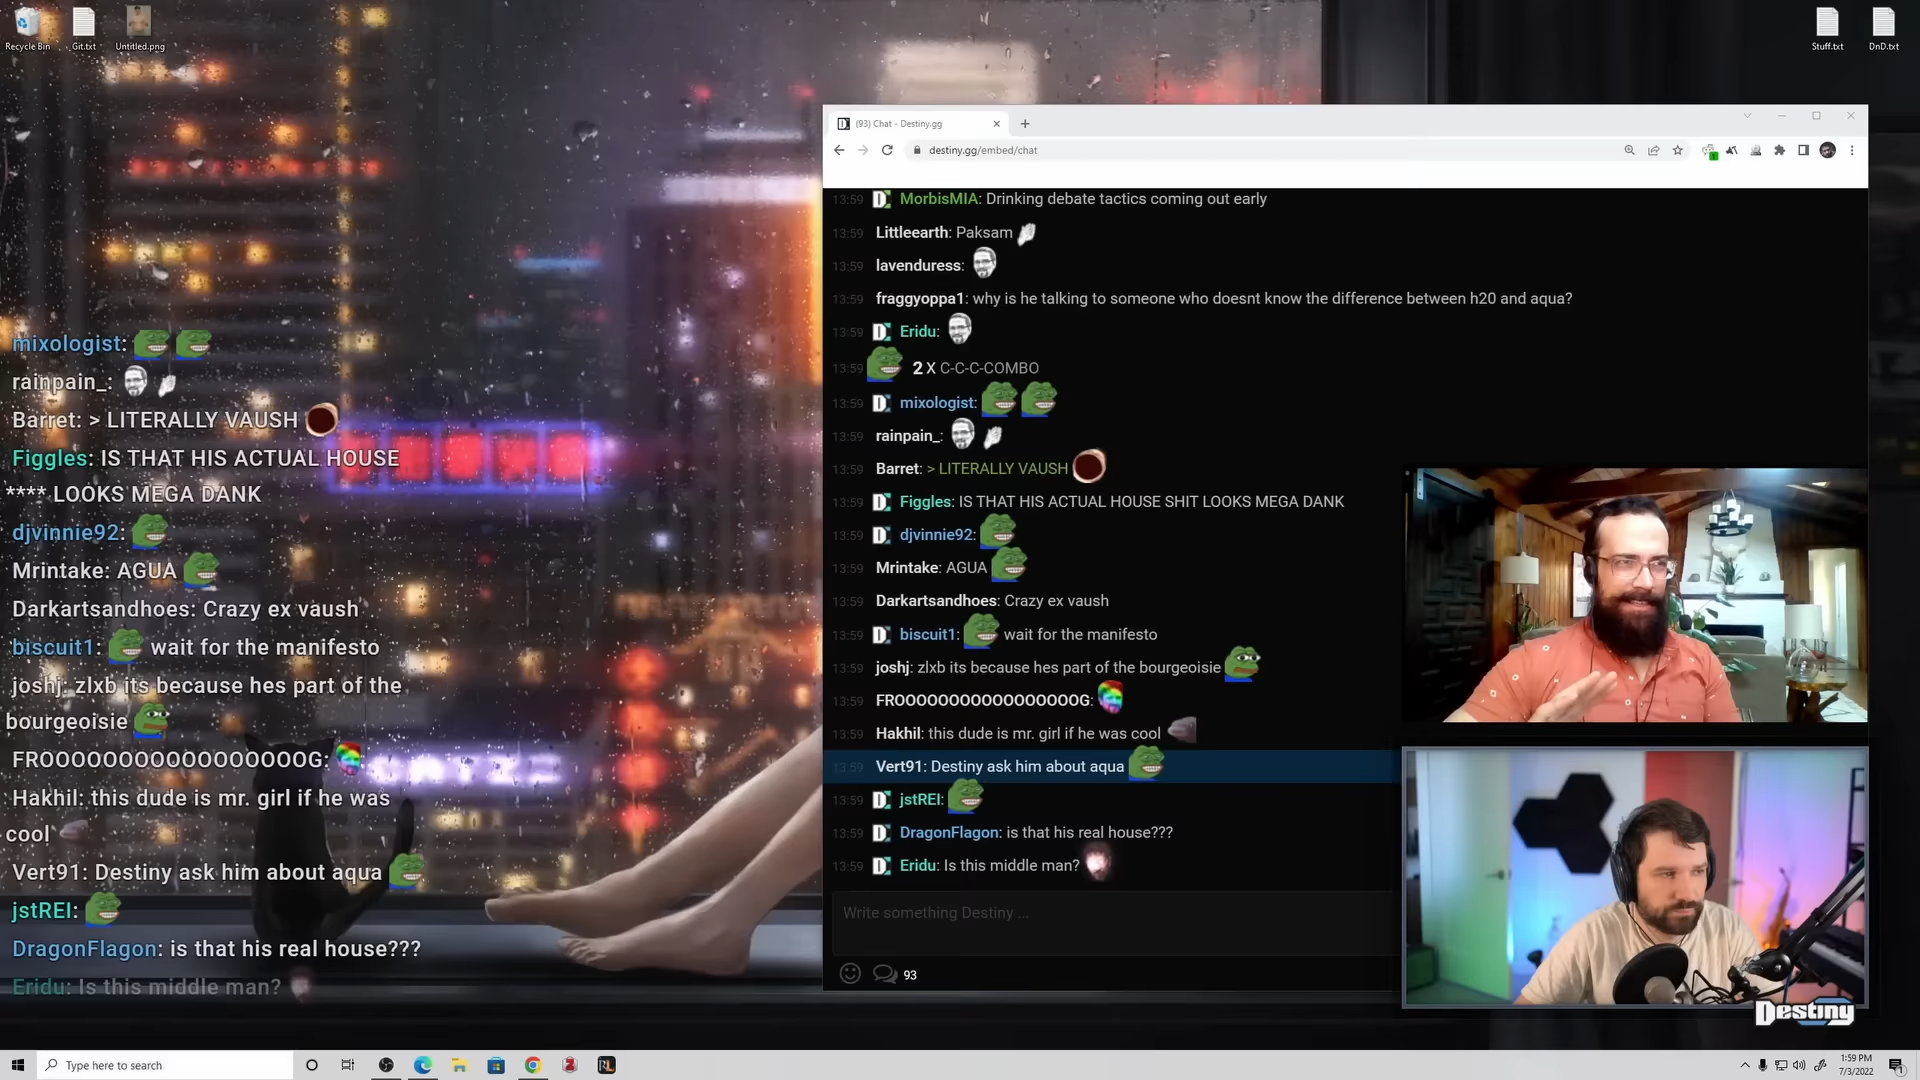 Recycle Bin
Git.txt
Untitled.png
Stuff.txt
DnD.txt
mixologist:
rainpain_:
Barret: > LITERALLY VAUSH
Figgles: IS THAT HIS ACTUAL HOUSE
**** LOOKS MEGA DANK
djvinnie92:
Mrintake: AGUA
Darkartsandhoes: Crazy ex vaush
biscuit1: wait for the manifesto
joshj: zlxb its because hes part of the
bourgeoisie
FROOOOOOOOOOOOOOOOG:
Hakhil: this dude is mr. girl if he was
cool
Vert91: Destiny ask him about aqua
jstREI:
DragonFlagon: is that his real house???
Eridu: Is this middle man?
(93) Chat - Destiny.gg
destiny.gg/embed/chat
13:59 MorbisMIA: Drinking debate tactics coming out early
13:59 Littleearth: Paksam
13:59 lavenduress:
13:59 fraggyoppa1: why is he talking to someone who doesnt know the difference between h20 and aqua?
13:59 Eridu:
13:59 2 X C-C-C-COMBO
13:59 mixologist:
13:59 rainpain_:
13:59 Barret: > LITERALLY VAUSH
13:59 Figgles: IS THAT HIS ACTUAL HOUSE SHIT LOOKS MEGA DANK
13:59 djvinnie92:
13:59 Mrintake: AGUA
13:59 Darkartsandhoes: Crazy ex vaush
13:59 biscuit1: wait for the manifesto
13:59 joshj: zlxb its because hes part of the bourgeoisie
13:59 FROOOOOOOOOOOOOOOOG:
13:59 Hakhil: this dude is mr. girl if he was cool
13:59 Vert91: Destiny ask him about aqua
13:59 jstREI:
13:59 DragonFlagon: is that his real house???
13:59 Eridu: Is this middle man?
Write something Destiny ...
93
Destiny
Type here to search
1:59 PM
7/3/2022